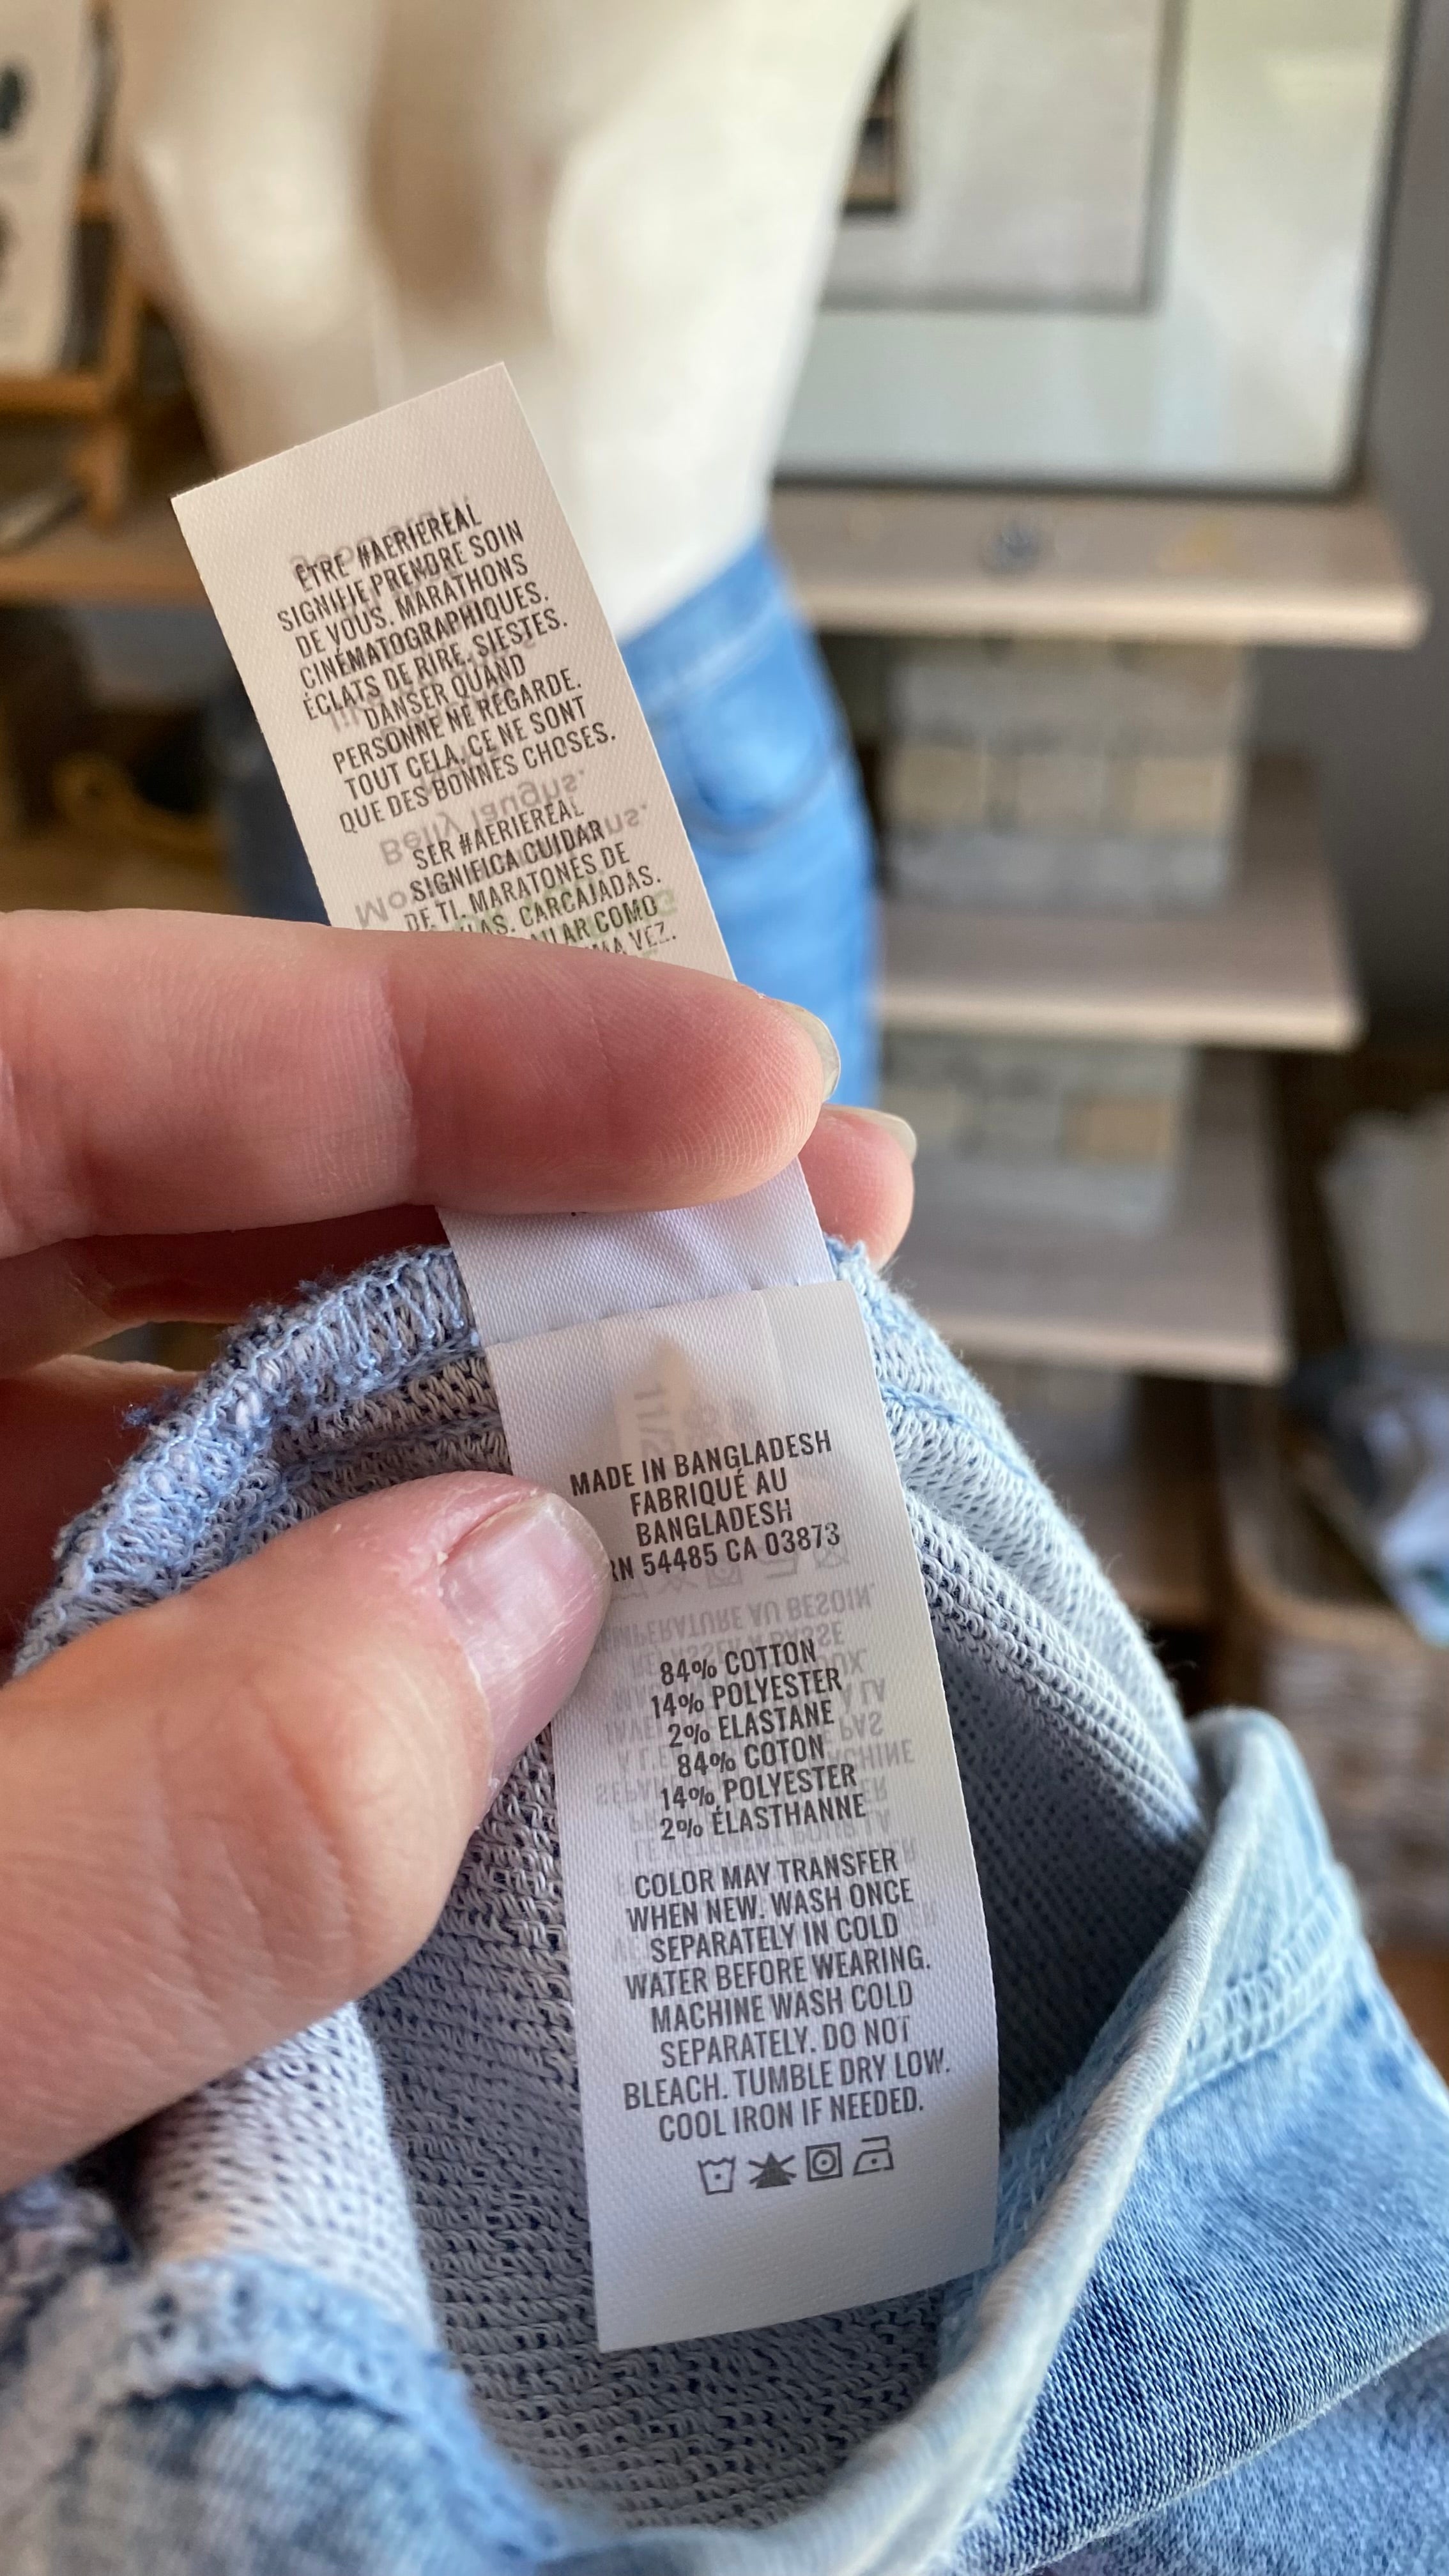 ÊTRE #AERIEREAL
SIGNIFIE PRENDRE SOIN
DE VOUS. MARATHONS
CINÉMATOGRAPHIQUES.
ÉCLATS DE RIRE. SIESTES.
DANSER QUAND
PERSONNE NE REGARDE.
TOUT CELA, CE NE SONT
QUE DES BONNES CHOSES.
SER #AERIEREAL
SIGNIFICA CUIDAR
DE TI. MARATONES DE
CARCAJADAS.
COMO
VEZ.
MADE IN BANGLADESH
FABRIQUÉ AU
BANGLADESH
RN 54485 CA 03873
84% COTTON
14% POLYESTER
2% ELASTANE
84% COTON
14% POLYESTER
2% ÉLASTHANNE
COLOR MAY TRANSFER
WHEN NEW. WASH ONCE
SEPARATELY IN COLD
WATER BEFORE WEARING.
MACHINE WASH COLD
SEPARATELY. DO NOT
BLEACH. TUMBLE DRY LOW.
COOL IRON IF NEEDED.